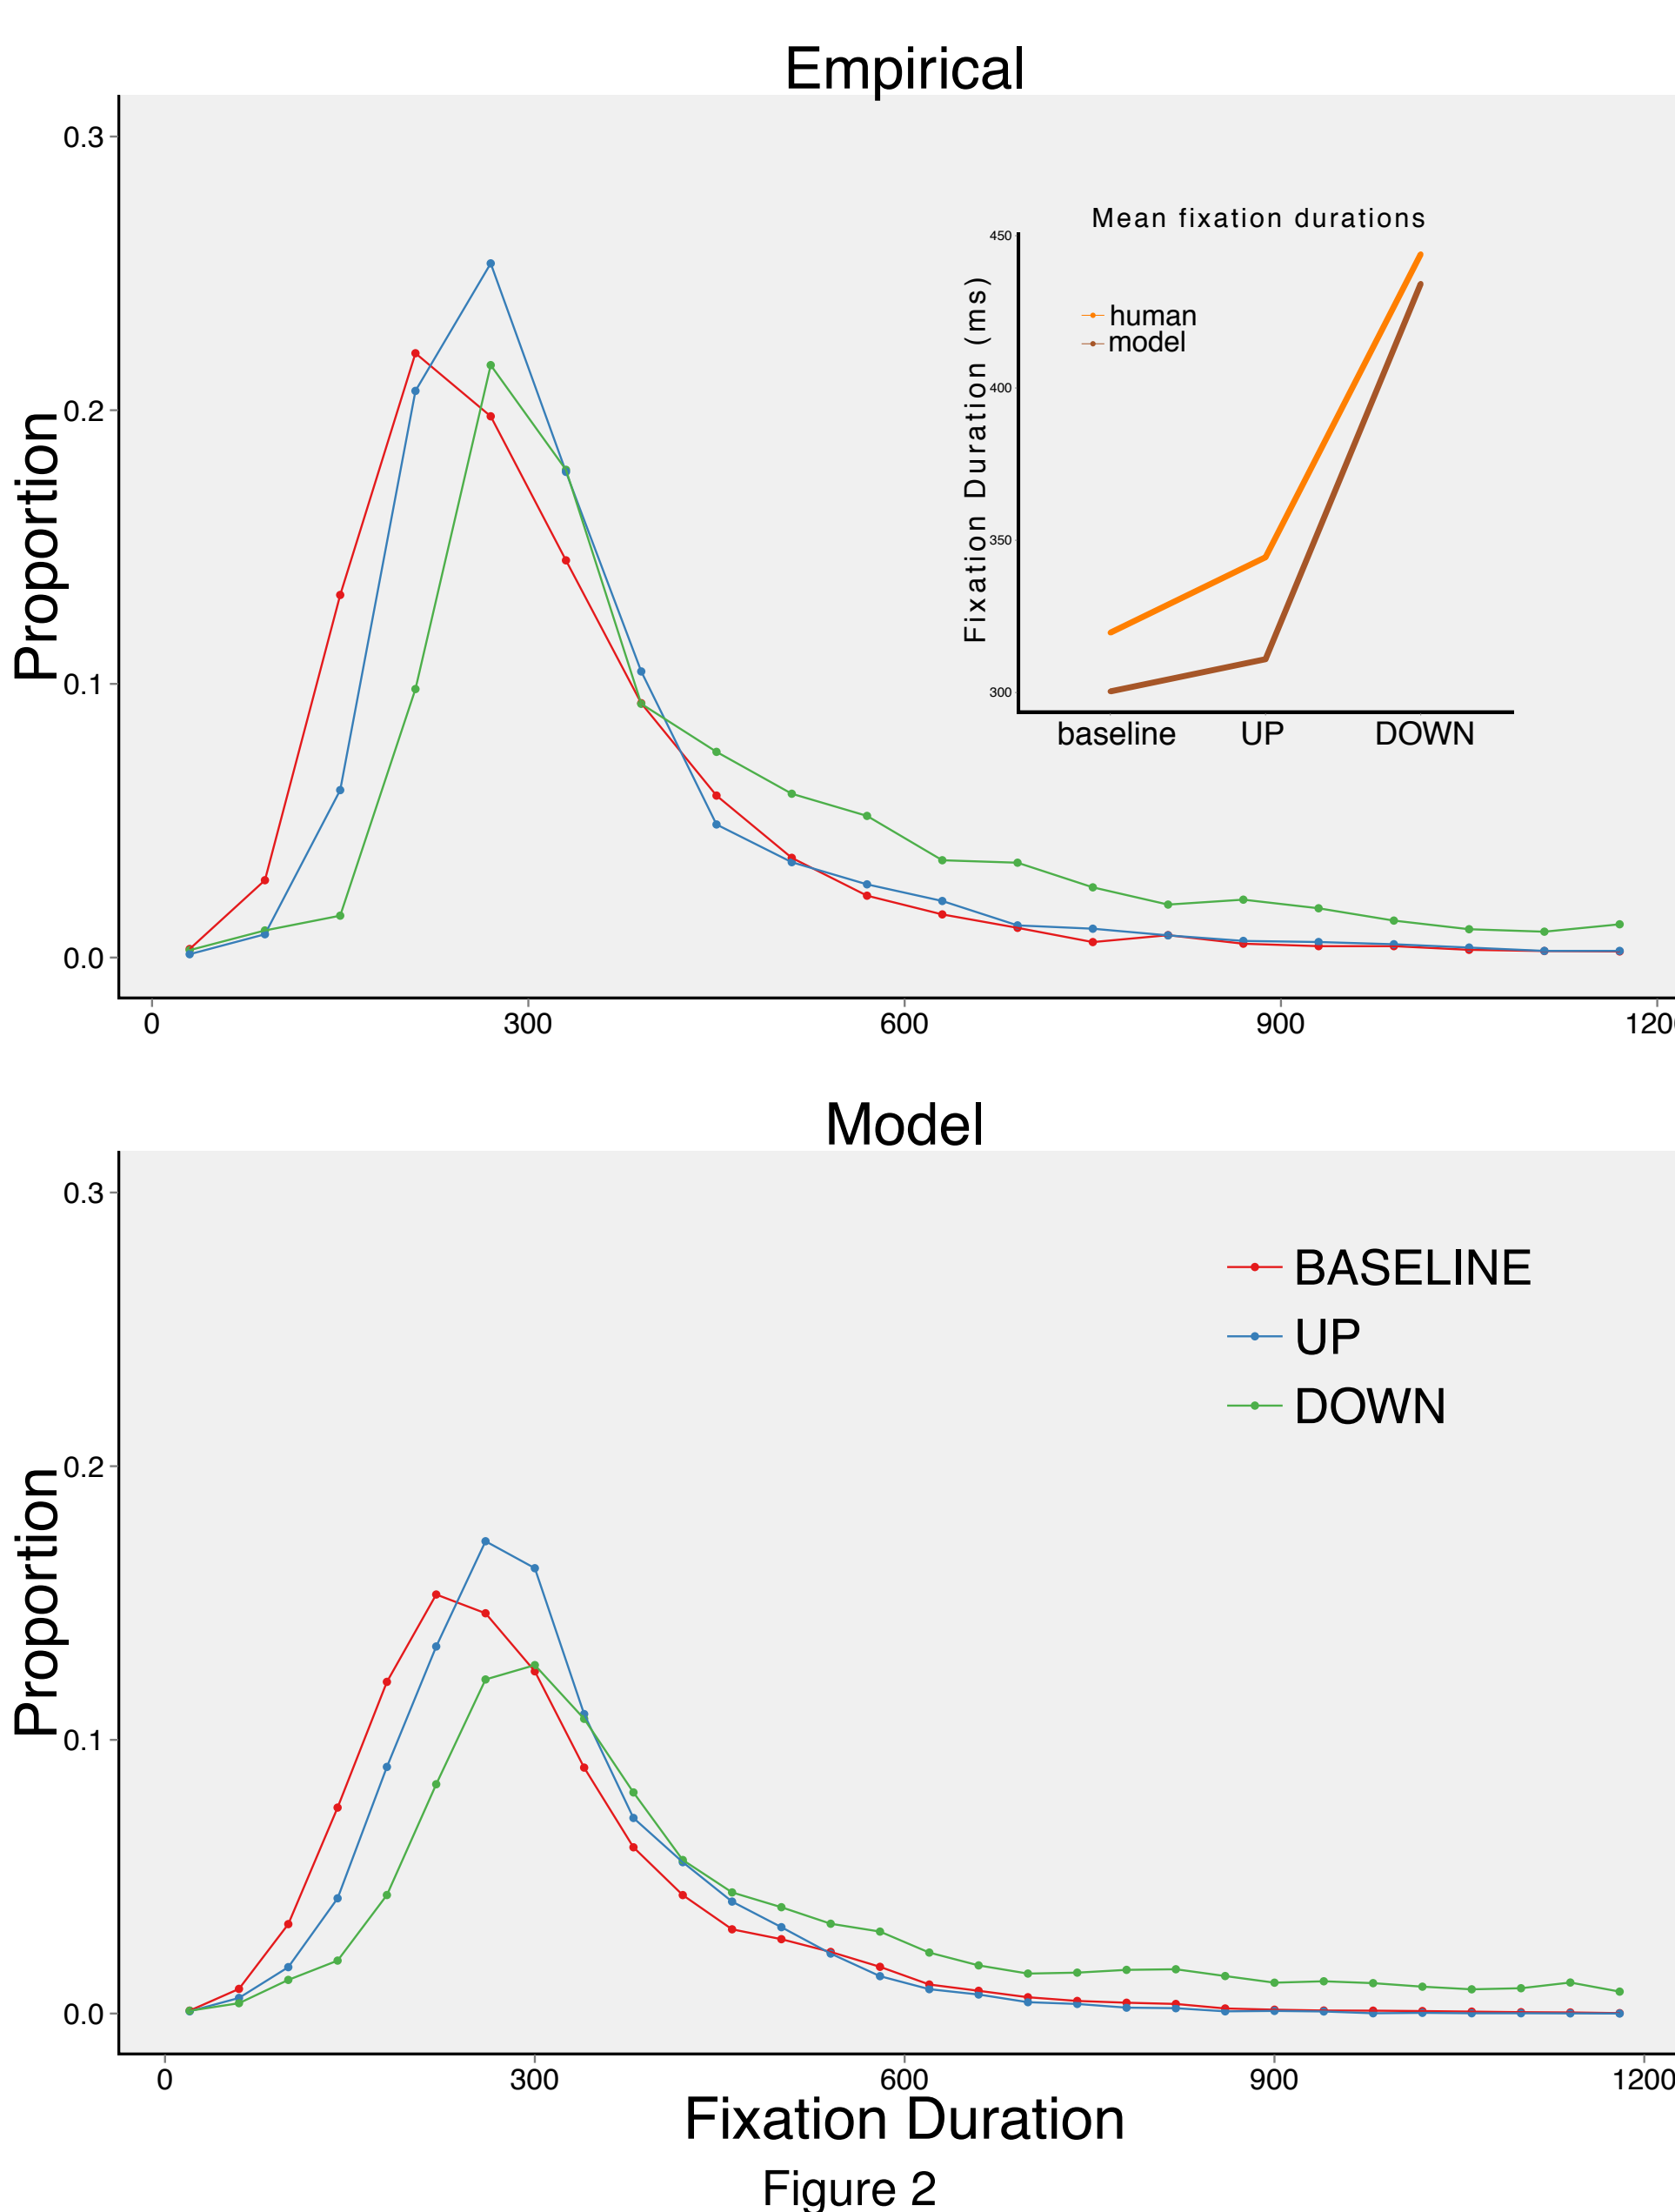 Empirical
0.3
0.2
0.1
0.0
Proportion
0
300
600
900
120
Mean fixation durations
450
400
350
300
Fixation Duration (ms)
human
model
baseline
UP
DOWN
Model
0.3
0.2
0.1
0.0
Proportion
BASELINE
UP
DOWN
0
300
600
900
1200
Fixation Duration
Figure 2